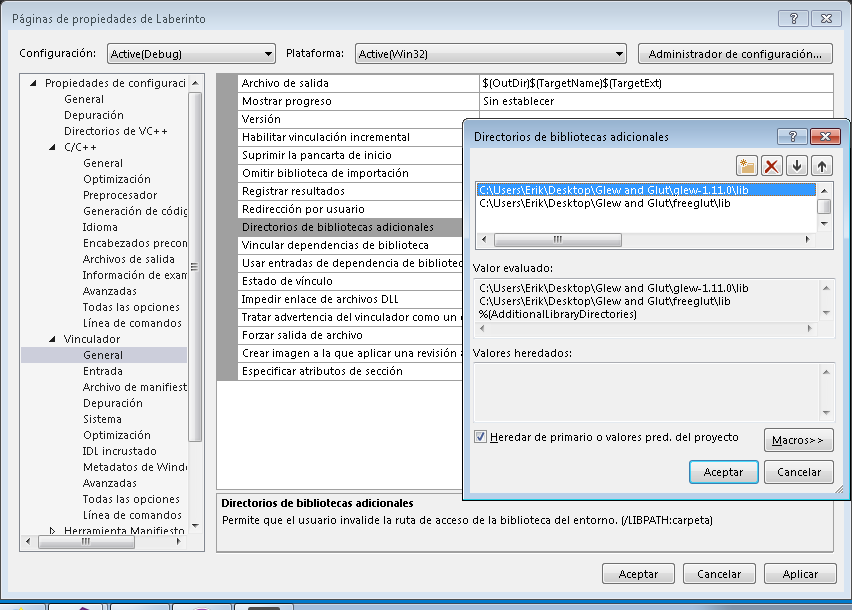 Páginas de propiedades de Laberinto
Configuración: Active(Debug) Plataforma: Active(Win32) Administrador de configuración...
Propiedades de configuraci
General
Depuración
Directorios de VC++
C/C++
General
Optimización
Preprocesador
Generación de códig
Idioma
Encabezados precon
Archivos de salida
Información de exam
Avanzadas
Todas las opciones
Línea de comandos
Vinculador
General
Entrada
Archivo de manifiest
Depuración
Sistema
Optimización
IDL incrustado
Metadatos de Windo
Avanzadas
Todas las opciones
Línea de comandos
Herramienta Manifiesto
Archivo de salida $(OutDir)$(TargetName)$(TargetExt)
Mostrar progreso Sin establecer
Versión
Habilitar vinculación incremental
Suprimir la pancarta de inicio
Omitir biblioteca de importación
Registrar resultados
Redirección por usuario
Directorios de bibliotecas adicionales
Vincular dependencias de biblioteca
Usar entradas de dependencia de bibliotec
Estado de vínculo
Impedir enlace de archivos DLL
Tratar advertencia del vinculador como un
Forzar salida de archivo
Crear imagen a la que aplicar una revisión
Especificar atributos de sección
Directorios de bibliotecas adicionales
Permite que el usuario invalide la ruta de acceso de la biblioteca del entorno. (/LIBPATH:carpeta)
Aceptar Cancelar Aplicar
Directorios de bibliotecas adicionales
C:\Users\Erik\Desktop\Glew and Glut\glew-1.11.0\lib
C:\Users\Erik\Desktop\Glew and Glut\freeglut\lib
Valor evaluado:
C:\Users\Erik\Desktop\Glew and Glut\glew-1.11.0\lib
C:\Users\Erik\Desktop\Glew and Glut\freeglut\lib
%(AdditionalLibraryDirectories)
Valores heredados:
Heredar de primario o valores pred. del proyecto
Macros>>
Aceptar Cancelar